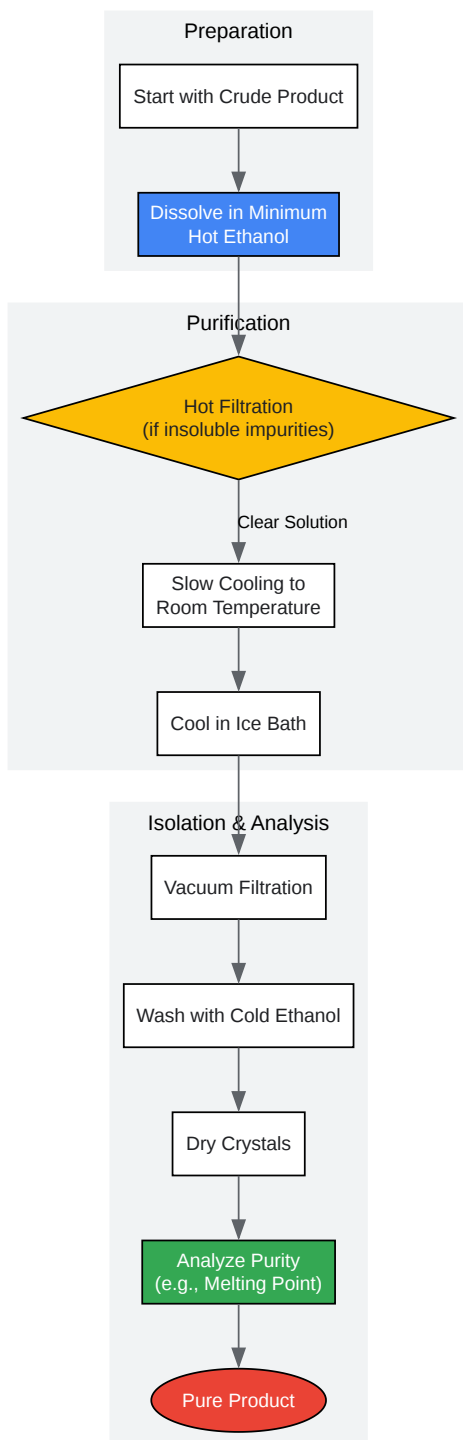 Preparation
Start with Crude Product
Dissolve in Minimum
Hot Ethanol
Purification
Hot Filtration
(if insoluble impurities)
Clear Solution
Slow Cooling to
Room Temperature
Cool in Ice Bath
Isolation & Analysis
Vacuum Filtration
Wash with Cold Ethanol
Dry Crystals
Analyze Purity
(e.g., Melting Point)
Pure Product